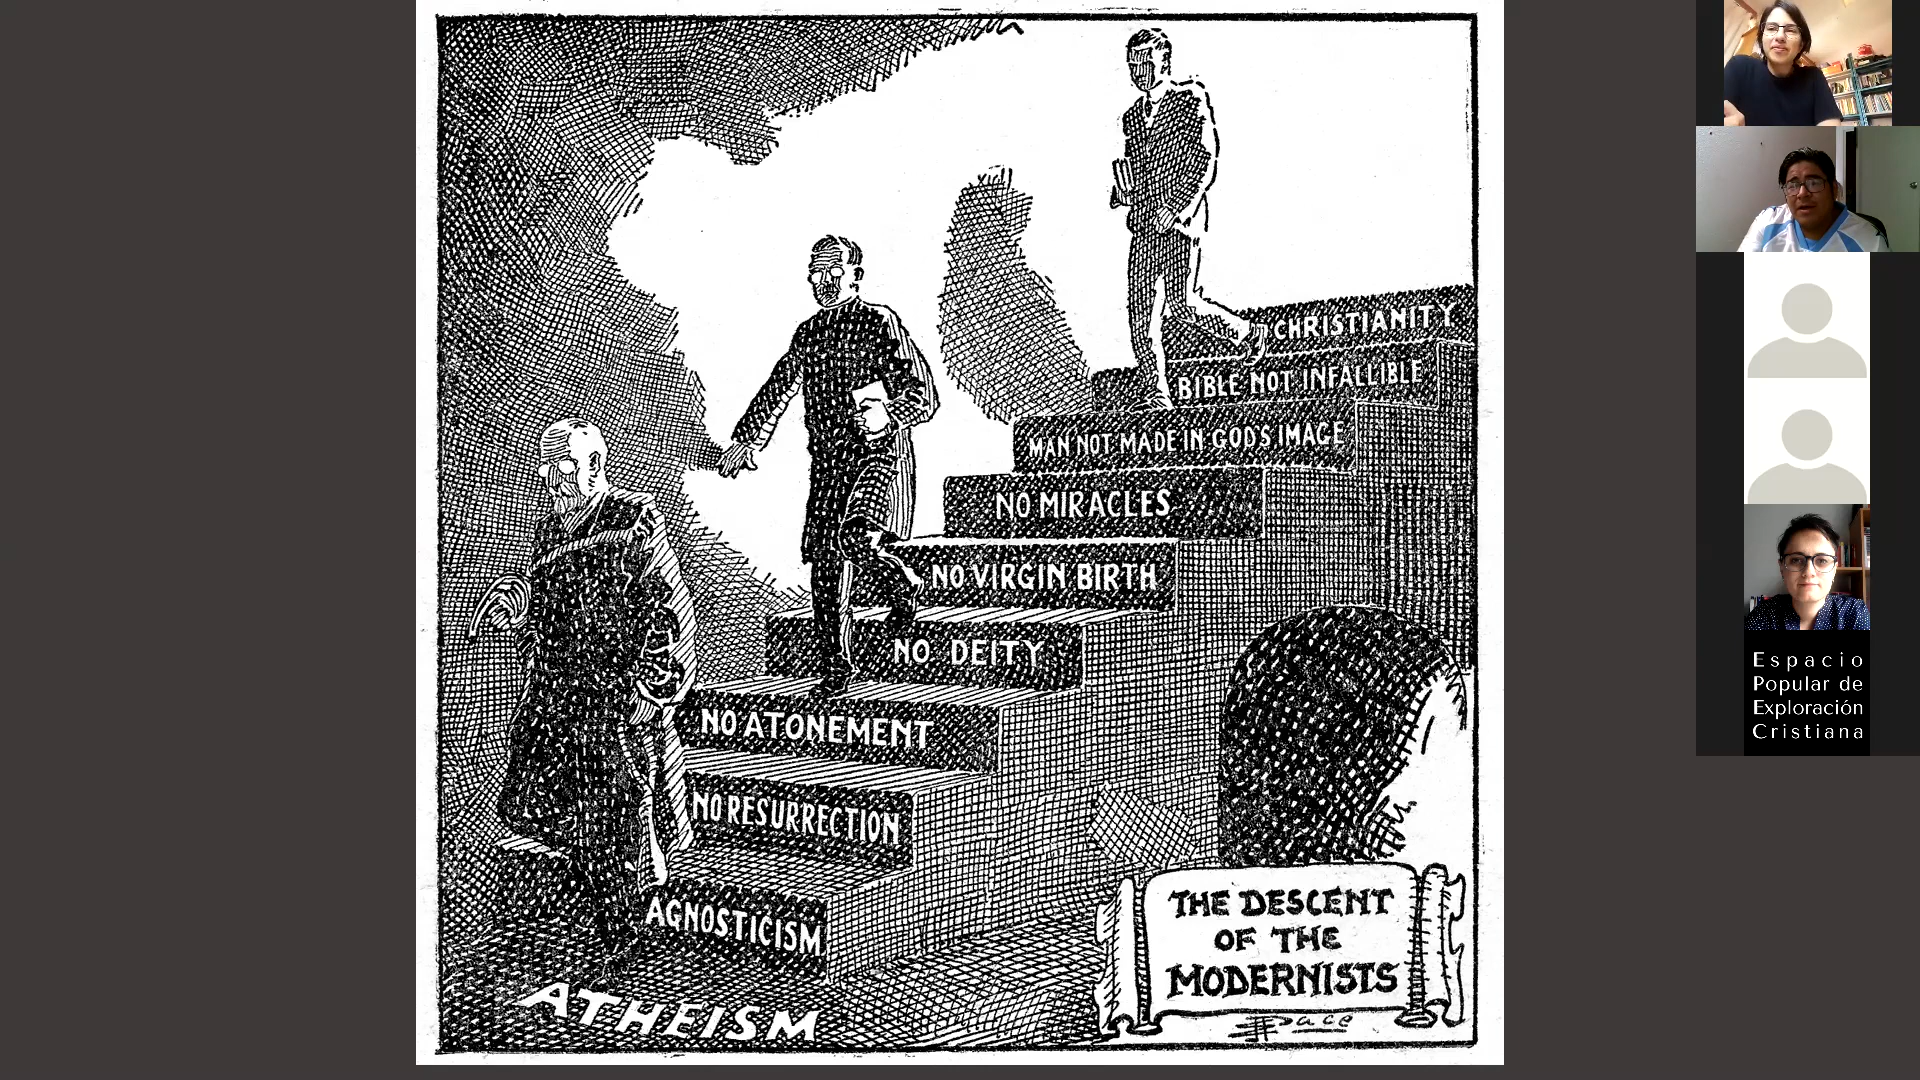 CHRISTIANITY
BIBLE NOT INFALLIBLE
MAN NOT MADE IN GODS IMAGE
NO MIRACLES
NO VIRGIN BIRTH
NO DEITY
NO ATONEMENT
NO RESURRECTION
AGNOSTICISM
ATHEISM
THE DESCENT
OF THE
MODERNISTS
EJ Pace
Espacio
Popular de
Exploración
Cristiana